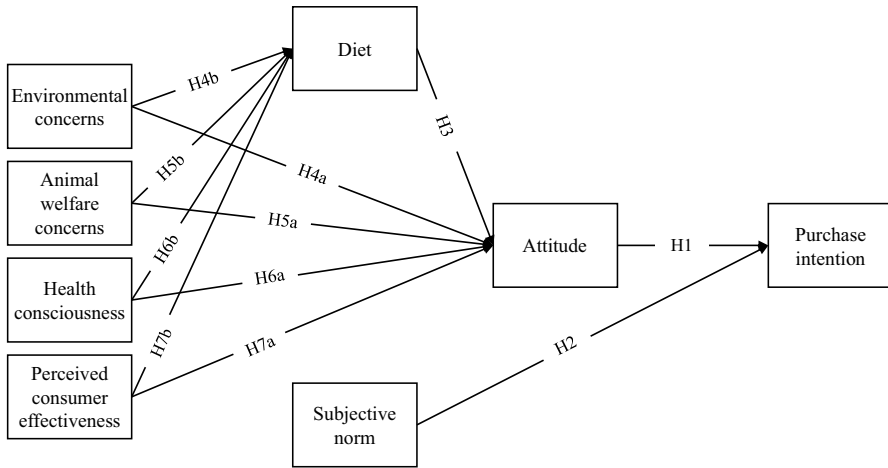 Diet
Environmental
concerns
H4b
H3
H5b
H4a
Animal
welfare
concerns
H5a
Attitude
H1
Purchase
intention
H6b
H6a
Health
consciousness
H7b
H7a
H2
Perceived
consumer
effectiveness
Subjective
norm